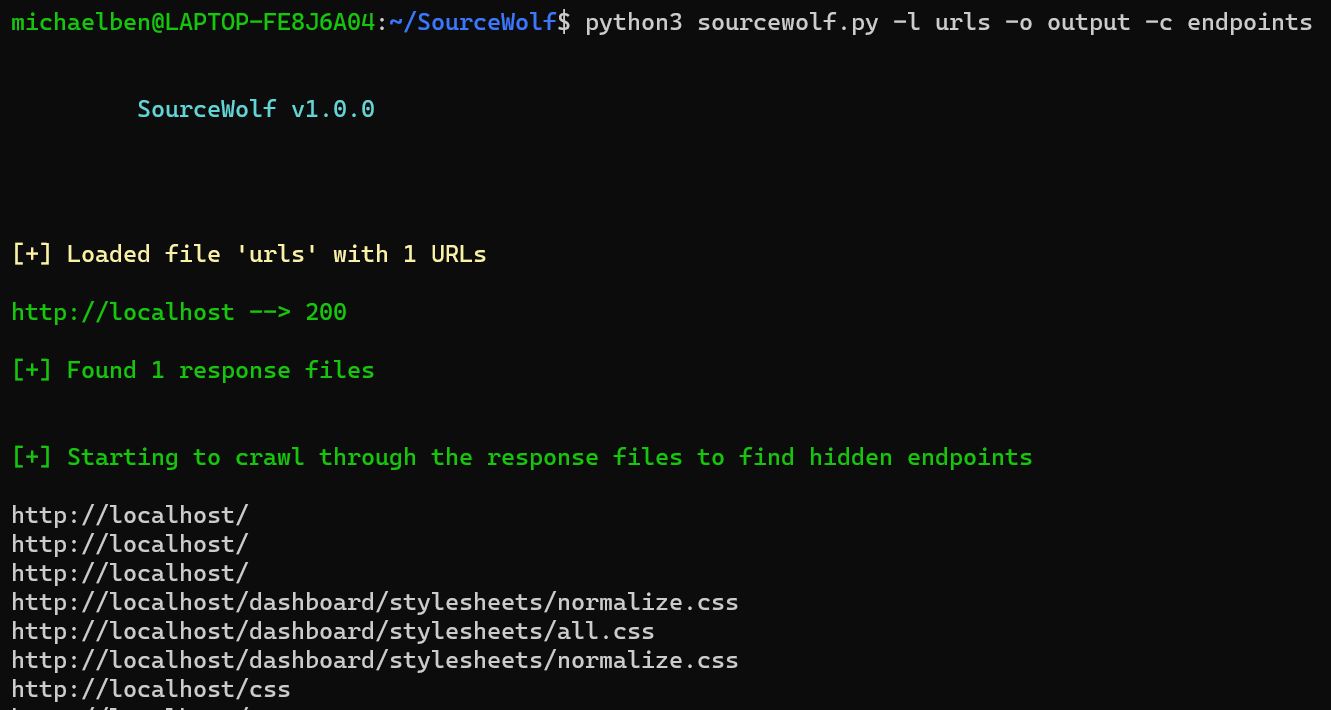 michaelben@LAPTOP-FE8J6A04:~/SourceWolf$ python3 sourcewolf.py -l urls -o output -c endpoints
SourceWolf v1.0.0
[+] Loaded file 'urls' with 1 URLs
http://localhost --> 200
[+] Found 1 response files
[+] Starting to crawl through the response files to find hidden endpoints
http://localhost/
http://localhost/
http://localhost/
http://localhost/dashboard/stylesheets/normalize.css
http://localhost/dashboard/stylesheets/all.css
http://localhost/dashboard/stylesheets/normalize.css
http://localhost/css